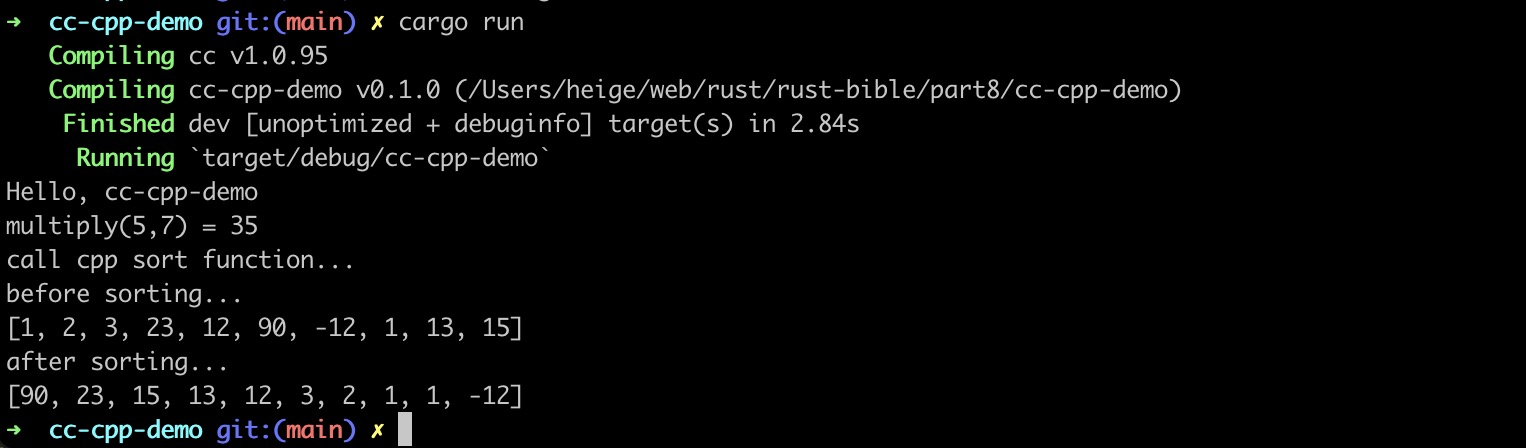 ➜  cc-cpp-demo git:(main) ✗ cargo run
   Compiling cc v1.0.95
   Compiling cc-cpp-demo v0.1.0 (/Users/heige/web/rust/rust-bible/part8/cc-cpp-demo)
    Finished dev [unoptimized + debuginfo] target(s) in 2.84s
     Running `target/debug/cc-cpp-demo`
Hello, cc-cpp-demo
multiply(5,7) = 35
call cpp sort function...
before sorting...
[1, 2, 3, 23, 12, 90, -12, 1, 13, 15]
after sorting...
[90, 23, 15, 13, 12, 3, 2, 1, 1, -12]
➜  cc-cpp-demo git:(main) ✗